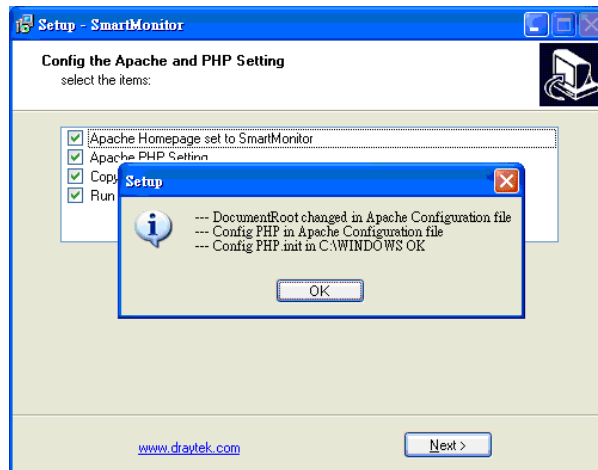 Setup - SmartMonitor
Config the Apache and PHP Setting
select the items:
Apache Homepage set to SmartMonitor
Apache PHP Setting
Copy
Run
Setup
--- DocumentRoot changed in Apache Configuration file
--- Config PHP in Apache Configuration file
--- Config PHP.init in C:\WINDOWS OK
OK
www.draytek.com
Next >